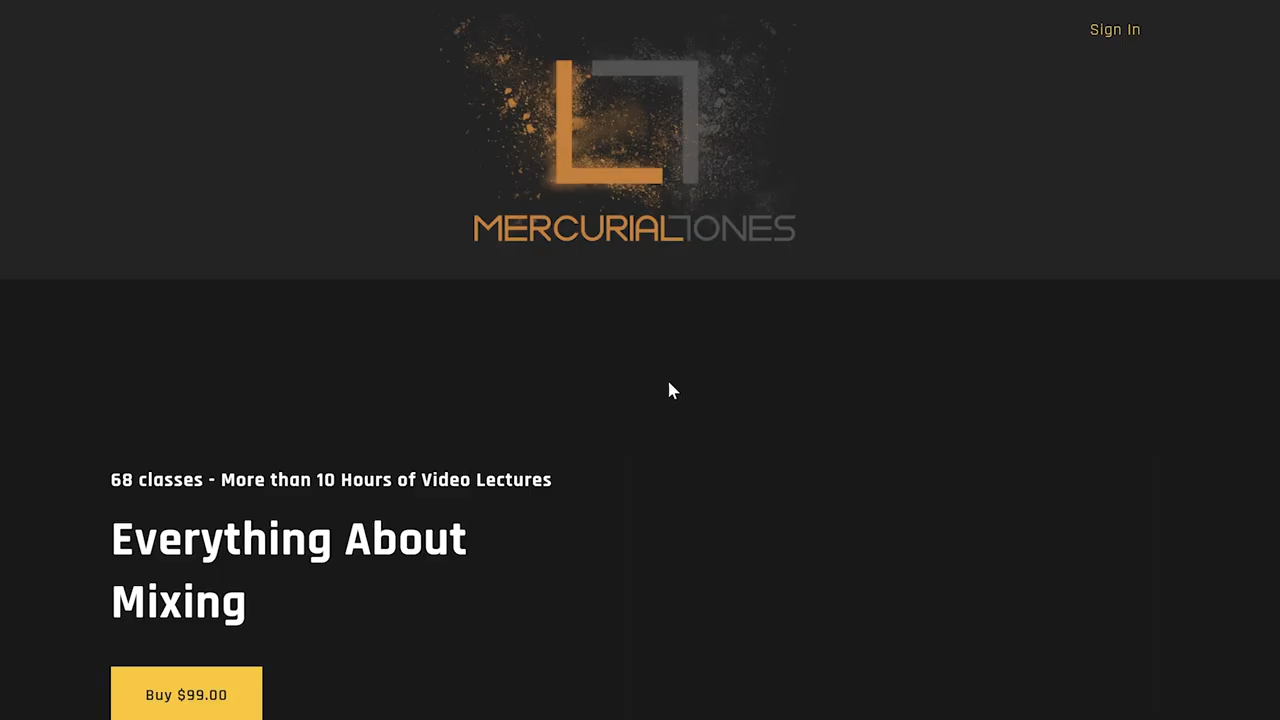 Sign In
MERCURIALTONES
68 classes - More than 10 Hours of Video Lectures
Everything About
Mixing
Buy $99.00